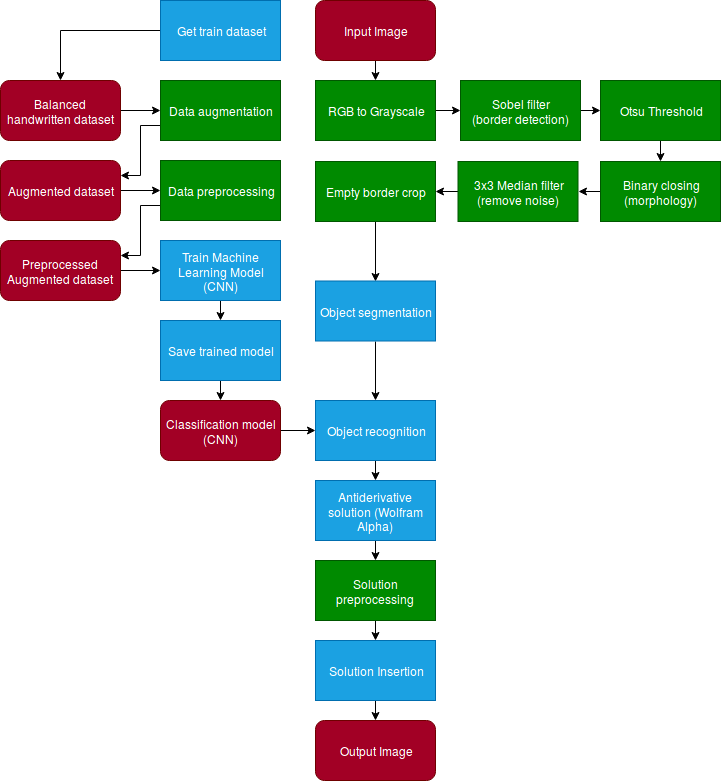 Get train dataset
Input Image
Balanced
handwritten dataset
Data augmentation
RGB to Grayscale
Sobel filter
(border detection)
Otsu Threshold
Augmented dataset
Data preprocessing
Empty border crop
3x3 Median filter
(remove noise)
Binary closing
(morphology)
Preprocessed
Augmented dataset
Train Machine
Learning Model
(CNN)
Object segmentation
Save trained model
Classification model
(CNN)
Object recognition
Antiderivative
solution (Wolfram
Alpha)
Solution
preprocessing
Solution Insertion
Output Image